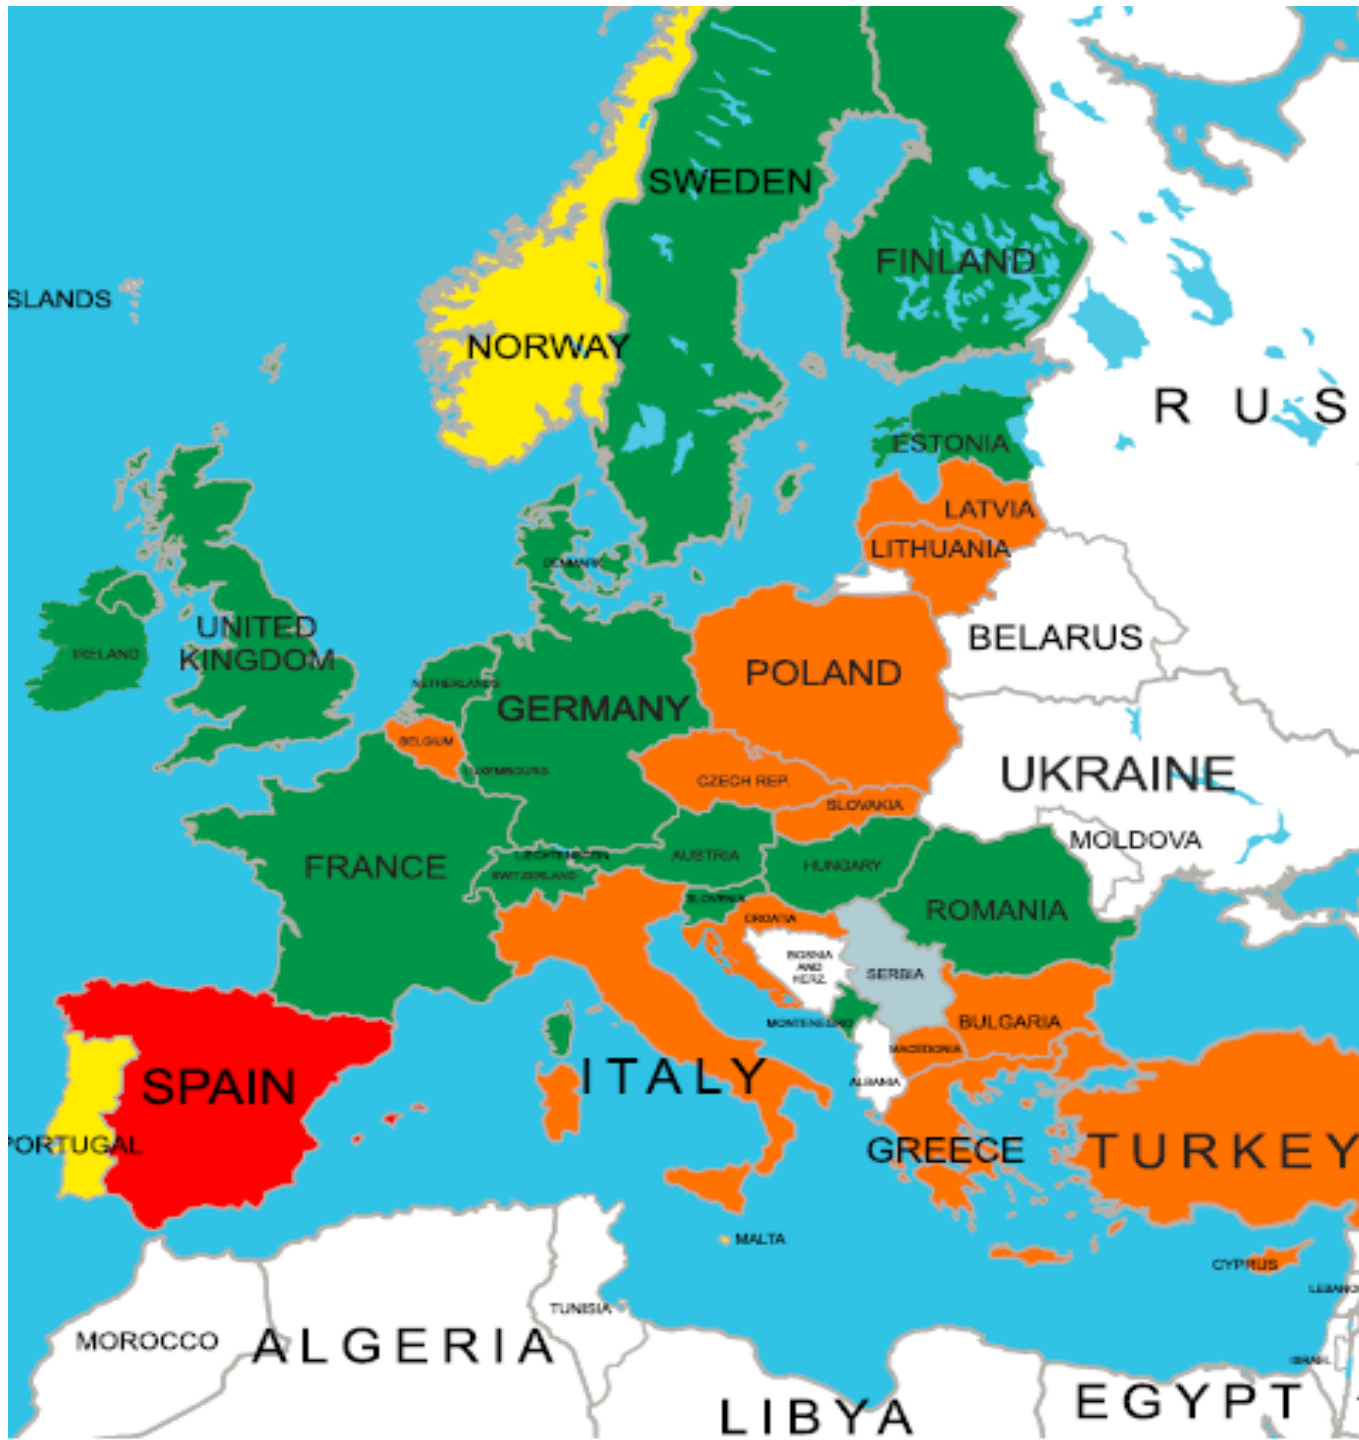 SWEDEN
FINLAND
SLANDS
NORWAY
R U S
ESTONIA
LATVIA
LITHUANIA
DENMARK
UNITED
KINGDOM
BELARUS
IRELAND
POLAND
NETHERLANDS
GERMANY
BELGIUM
LUXEMBOURG
CZECH REP.
UKRAINE
SLOVAKIA
MOLDOVA
LIECHTENSTEIN
AUSTRIA
FRANCE
HUNGARY
SWITZERLAND
SLOVENIA
ROMANIA
CROATIA
BOSNIA
AND
HERZ.
SERBIA
MONTENEGRO
BULGARIA
MACEDONIA
ITALY
ALBANIA
SPAIN
PORTUGAL
GREECE
TURKEY
MALTA
CYPRUS
LEBANO
TUNISIA
MOROCCO
ALGERIA
ISRAEL
LIBYA
EGYPT